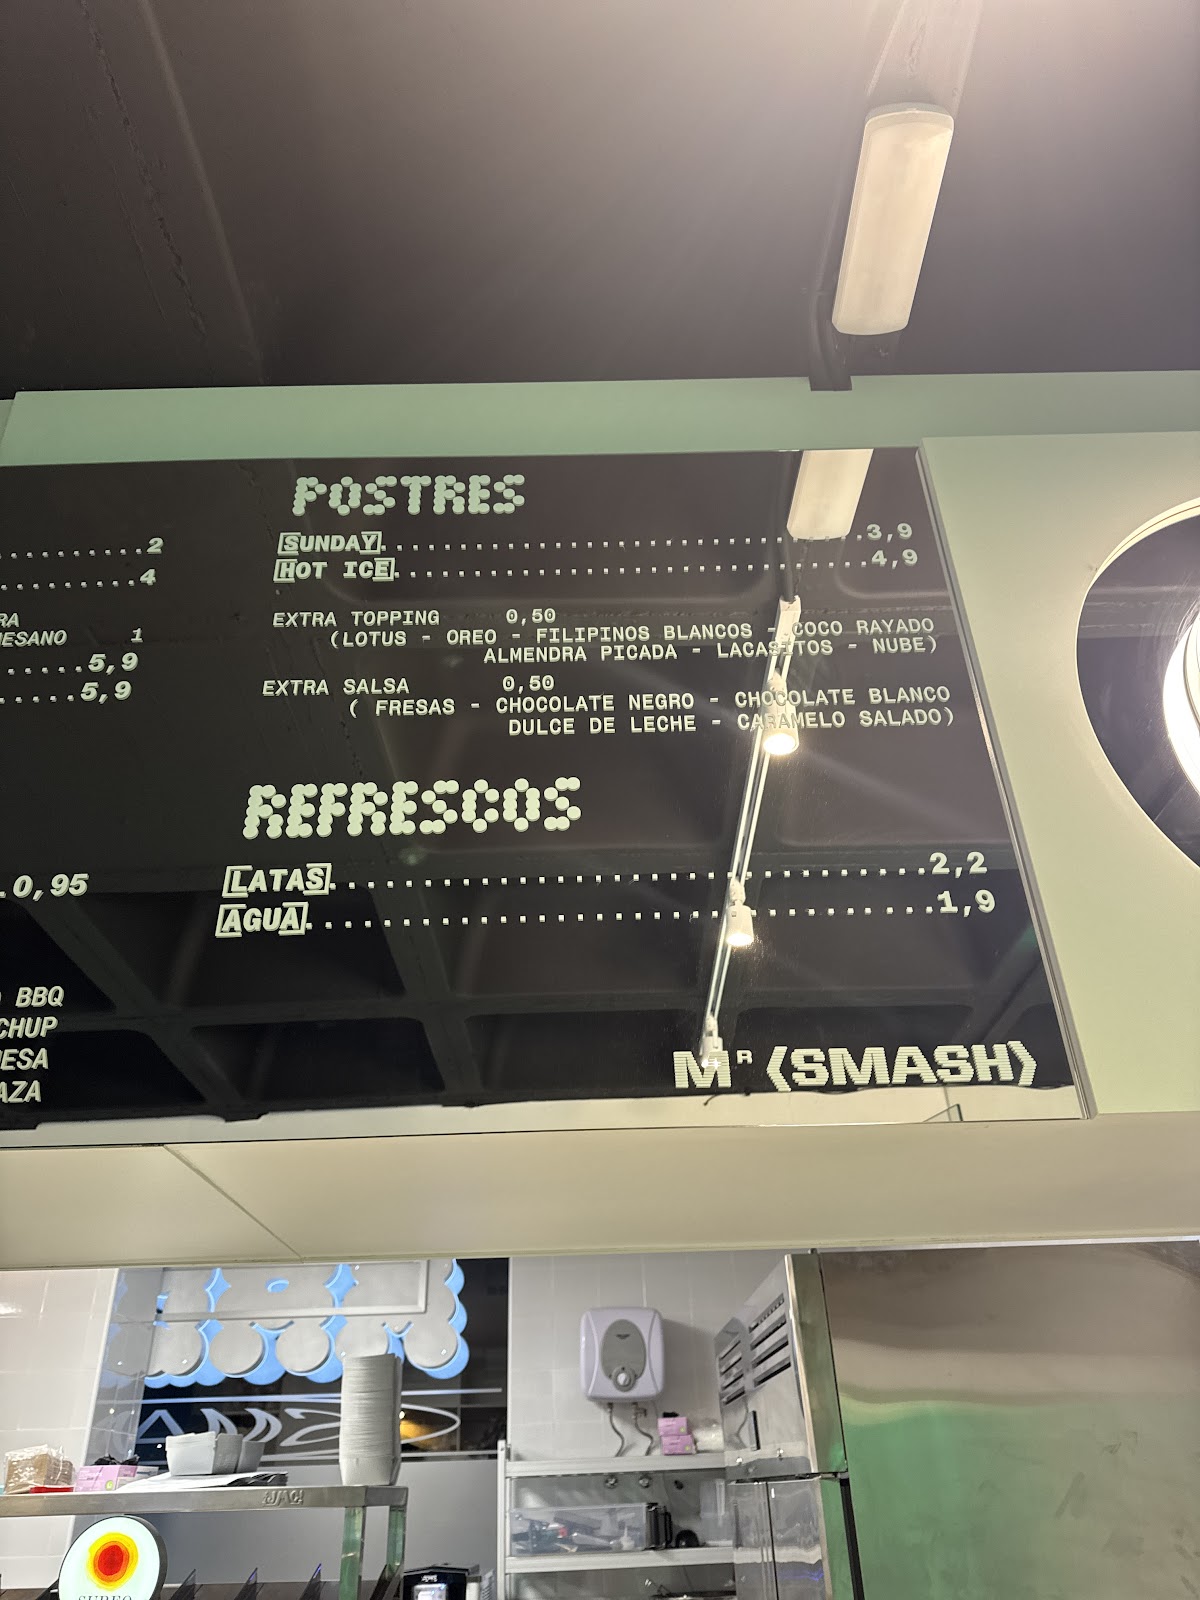 ..........2
..........4
RA
ESANO 1
......5,9
.....5,9
.0,95
BBQ
CHUP
ESA
AZA
POSTRES
SUNDAY..............................3,9
HOT ICE..............................4,9
EXTRA TOPPING 0,50
(LOTUS - OREO - FILIPINOS BLANCOS - COCO RAYADO
ALMENDRA PICADA - LACASITOS - NUBE)
EXTRA SALSA 0,50
( FRESAS - CHOCOLATE NEGRO - CHOCOLATE BLANCO
DULCE DE LECHE - CARAMELO SALADO)
REFRESCOS
LATAS..............................2,2
AGUA..............................1,9
MR (SMASH)